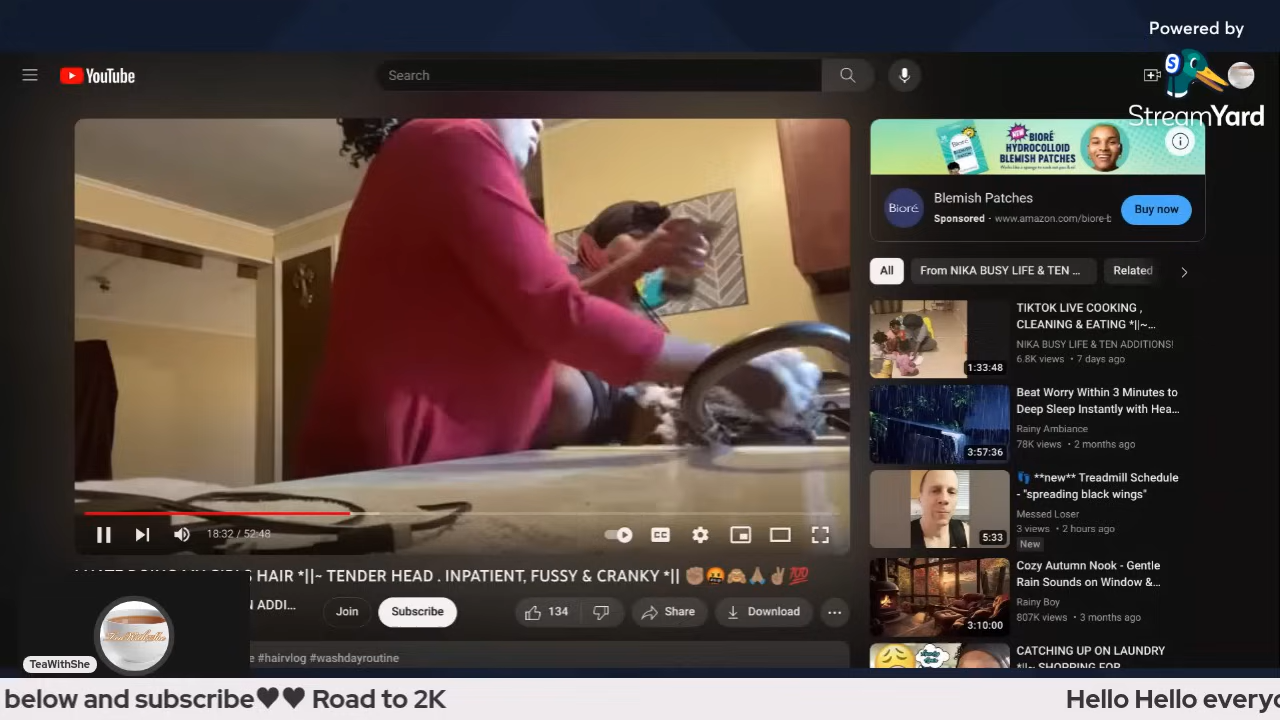 Powered by
StreamYard
YouTube
Search
BIORÉ
HYDROCOLLOID
BLEMISH PATCHES
Bioré
Blemish Patches
Sponsored · www.amazon.com/biore-b
Buy now
All
From NIKA BUSY LIFE & TEN ...
Related
TIKTOK LIVE COOKING ,
CLEANING & EATING *||~...
NIKA BUSY LIFE & TEN ADDITIONS!
6.8K views • 7 days ago
1:33:48
Beat Worry Within 3 Minutes to
Deep Sleep Instantly with Hea...
Rainy Ambiance
78K views • 2 months ago
3:57:36
👣 **new** Treadmill Schedule
- "spreading black wings"
Messed Loser
3 views • 2 hours ago
New
5:33
Cozy Autumn Nook - Gentle
Rain Sounds on Window &...
Rainy Boy
807K views • 3 months ago
3:10:00
CATCHING UP ON LAUNDRY
*||~ SHOPPING FOR
18:32 / 52:48
CC
HAIR *||~ TENDER HEAD . INPATIENT, FUSSY & CRANKY *|| ✊🏽🤬🙈🙏🏽✌🏽💯
N ADDI...
Join
Subscribe
134
Share
Download
e #hairvlog #washdayroutine
TeaWithShe
below and subscribe♥♥ Road to 2K
Hello Hello everyo